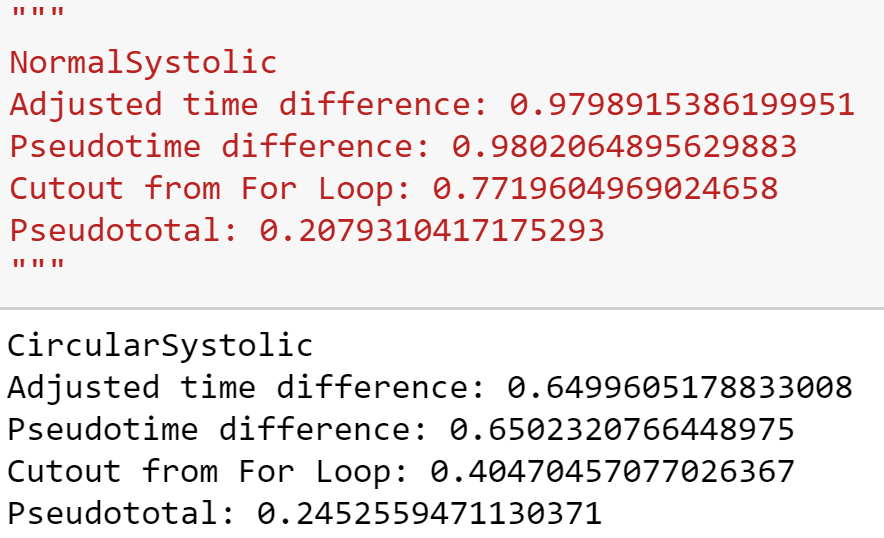 """
NormalSystolic
Adjusted time difference: 0.9798915386199951
Pseudotime difference: 0.9802064895629883
Cutout from For Loop: 0.7719604969024658
Pseudototal: 0.2079310417175293
"""
CircularSystolic
Adjusted time difference: 0.6499605178833008
Pseudotime difference: 0.6502320766448975
Cutout from For Loop: 0.40470457077026367
Pseudototal: 0.2452559471130371